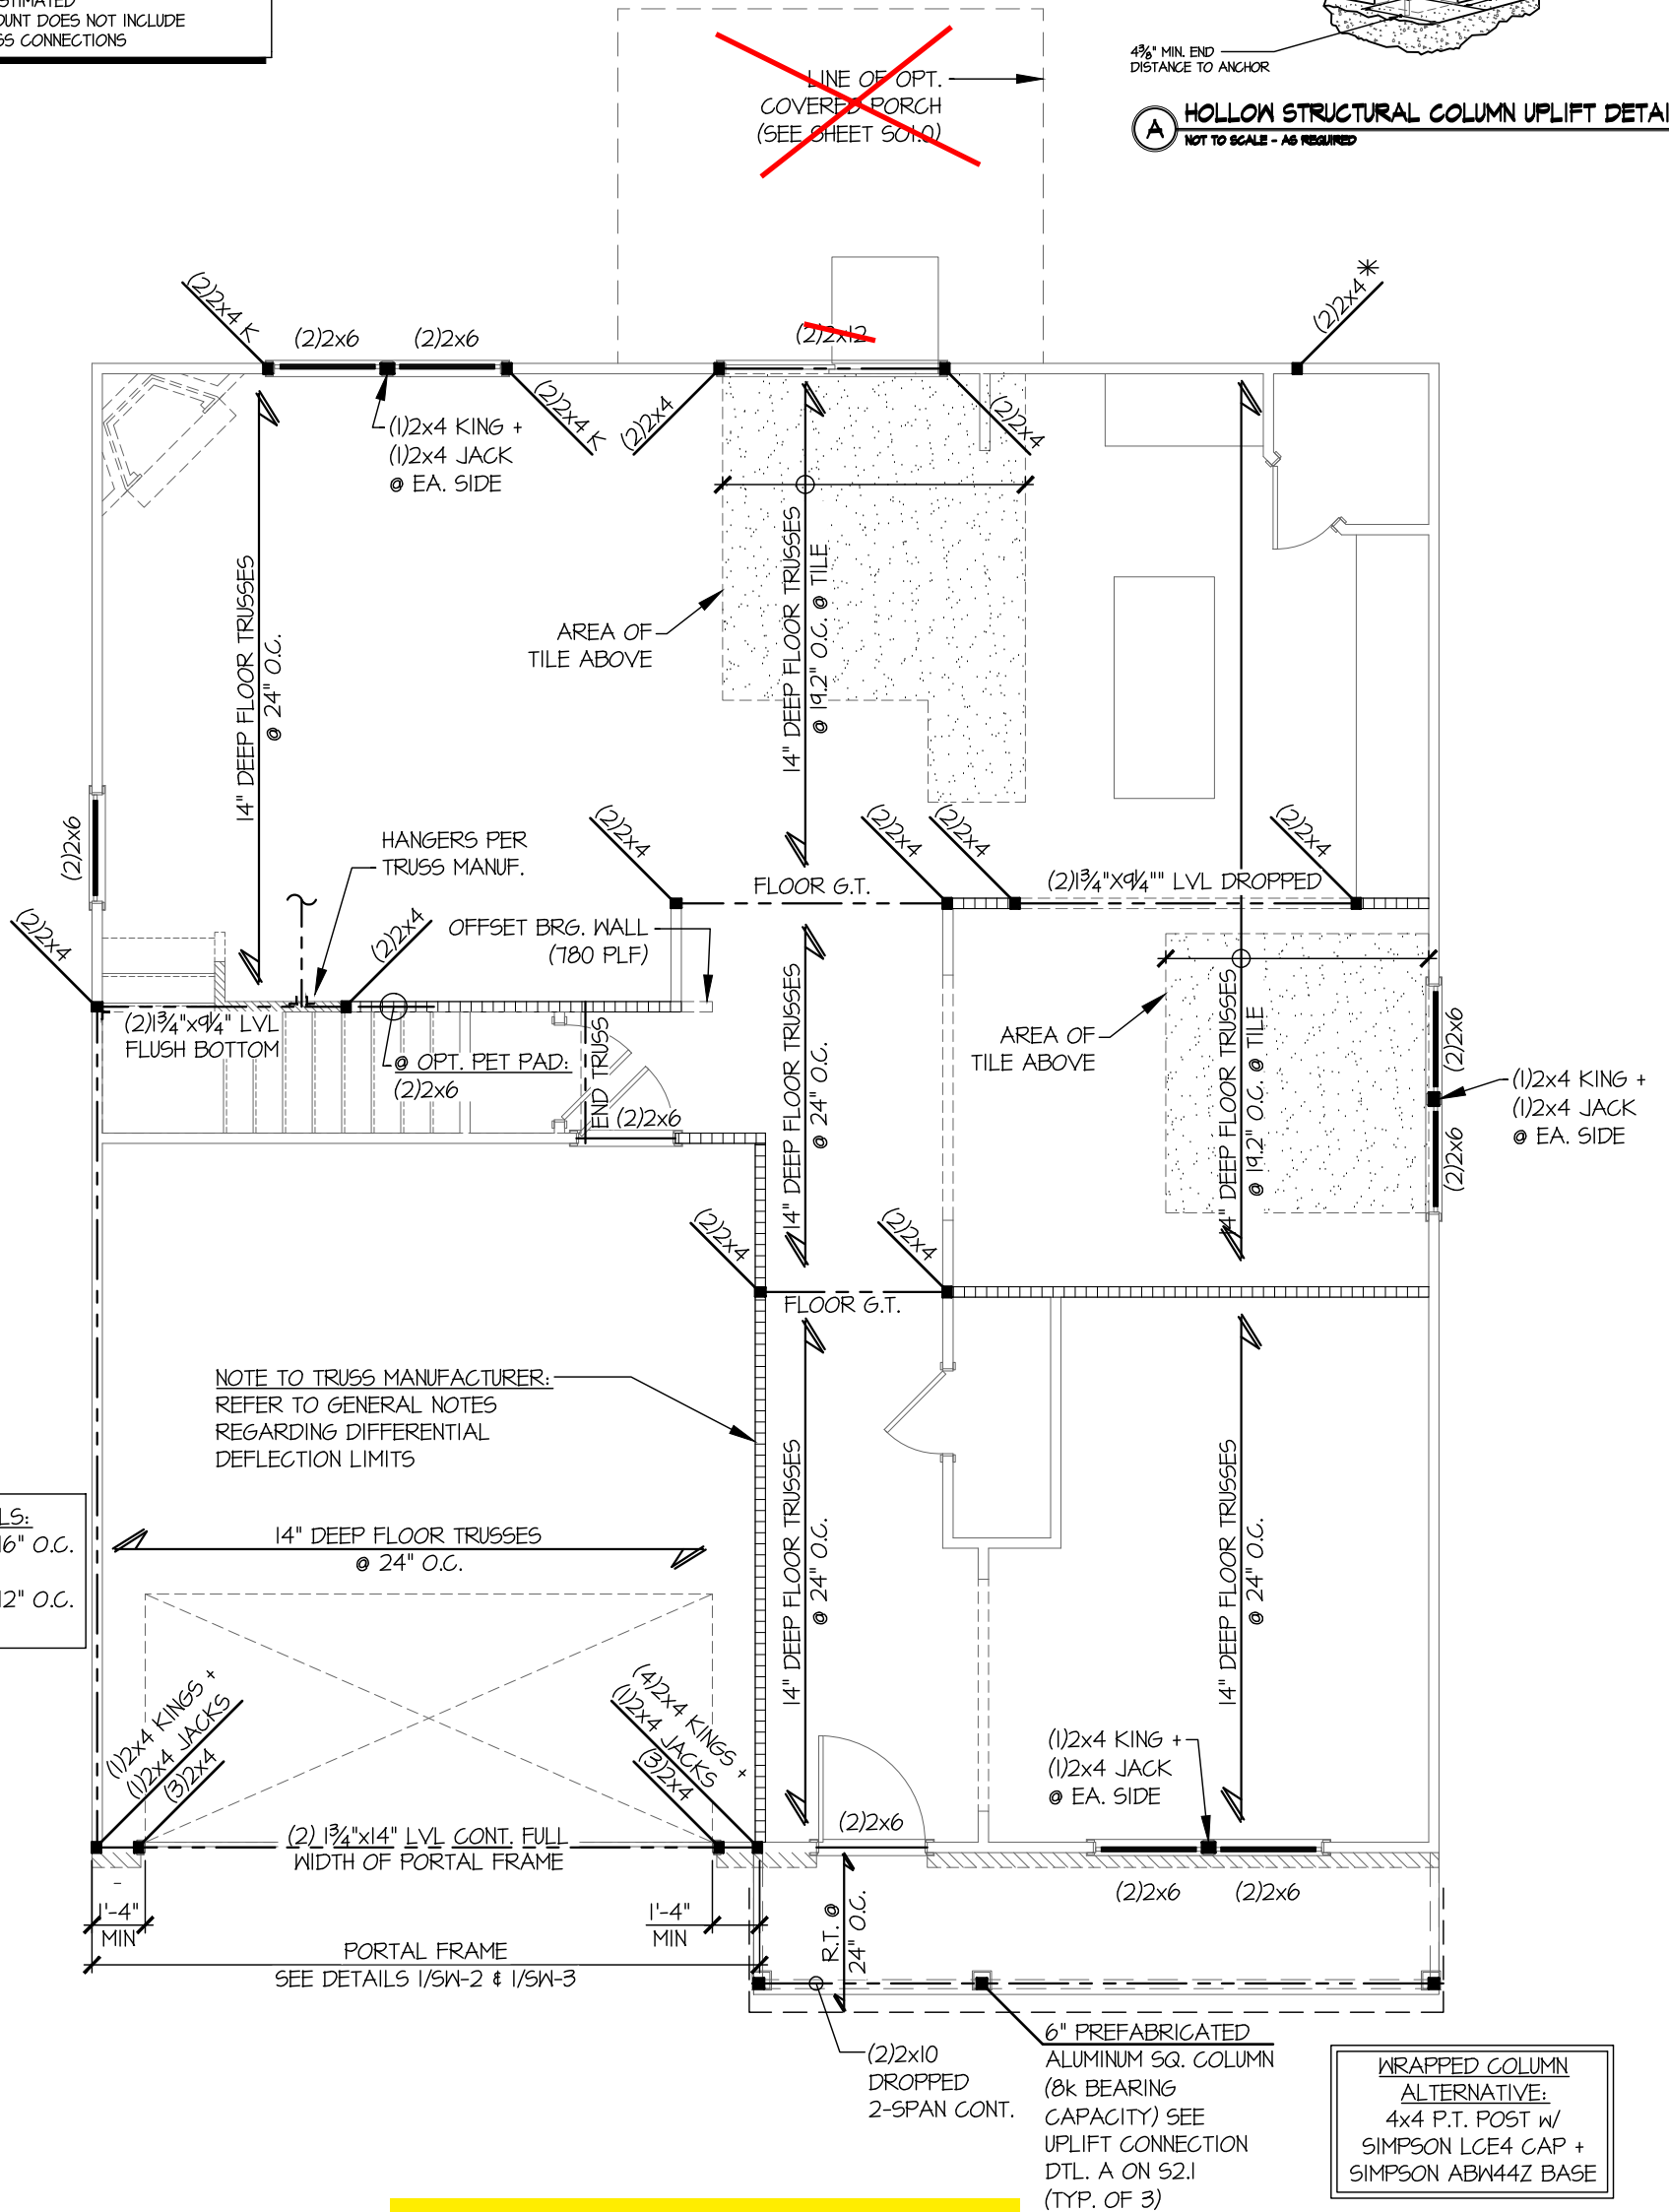 OUNT DOES NOT INCLUDE
SS CONNECTIONS
4⅜" MIN. END
DISTANCE TO ANCHOR
A
HOLLOW STRUCTURAL COLUMN UPLIFT DETAI
NOT TO SCALE - AS REQUIRED
LINE OF OPT.
COVERED PORCH
(SEE SHEET S01.0)
(2)2x4 K
(2)2x6
(2)2x6
(2)2x12
(2)2x4 *
(2)2x4 K
(2)2x4
(2)2x4
(1)2x4 KING +
(1)2x4 JACK
@ EA. SIDE
14" DEEP FLOOR TRUSSES
@ 24" O.C.
14" DEEP FLOOR TRUSSES
@ 19.2" O.C. @ TILE
AREA OF
TILE ABOVE
(2)2x6
HANGERS PER
TRUSS MANUF.
(2)2x4
(2)2x4
(2)2x4
(2)2x4
FLOOR G.T.
(2)1¾"x9¼"" LVL DROPPED
(2)2x4
(2)2x4
OFFSET BRG. WALL
(780 PLF)
(2)1¾"x9¼" LVL
FLUSH BOTTOM
@ OPT. PET PAD:
(2)2x6
END TRUSS
(2)2x6
14" DEEP FLOOR TRUSSES
@ 24" O.C.
AREA OF
TILE ABOVE
14" DEEP FLOOR TRUSSES
@ 19.2" O.C. @ TILE
(2)2x6
(2)2x6
(1)2x4 KING +
(1)2x4 JACK
@ EA. SIDE
(2)2x4
(2)2x4
FLOOR G.T.
NOTE TO TRUSS MANUFACTURER:
REFER TO GENERAL NOTES
REGARDING DIFFERENTIAL
DEFLECTION LIMITS
LS:
16" O.C.
12" O.C.
14" DEEP FLOOR TRUSSES
@ 24" O.C.
14" DEEP FLOOR TRUSSES
@ 24" O.C.
14" DEEP FLOOR TRUSSES
@ 24" O.C.
(1)2x4 KINGS +
(1)2x4 JACKS
(3)2x4
(4)2x4 KINGS +
(1)2x4 JACKS
(3)2x4
(1)2x4 KING +
(1)2x4 JACK
@ EA. SIDE
(2) 1¾"x14" LVL CONT. FULL
WIDTH OF PORTAL FRAME
(2)2x6
(2)2x6
(2)2x6
1'-4"
MIN
1'-4"
MIN
R.T. @
24" O.C.
PORTAL FRAME
SEE DETAILS 1/SW-2 & 1/SW-3
(2)2x10
DROPPED
2-SPAN CONT.
6" PREFABRICATED
ALUMINUM SQ. COLUMN
(8K BEARING
CAPACITY) SEE
UPLIFT CONNECTION
DTL. A ON S2.1
(TYP. OF 3)
WRAPPED COLUMN
ALTERNATIVE:
4x4 P.T. POST W/
SIMPSON LCE4 CAP +
SIMPSON ABW44Z BASE